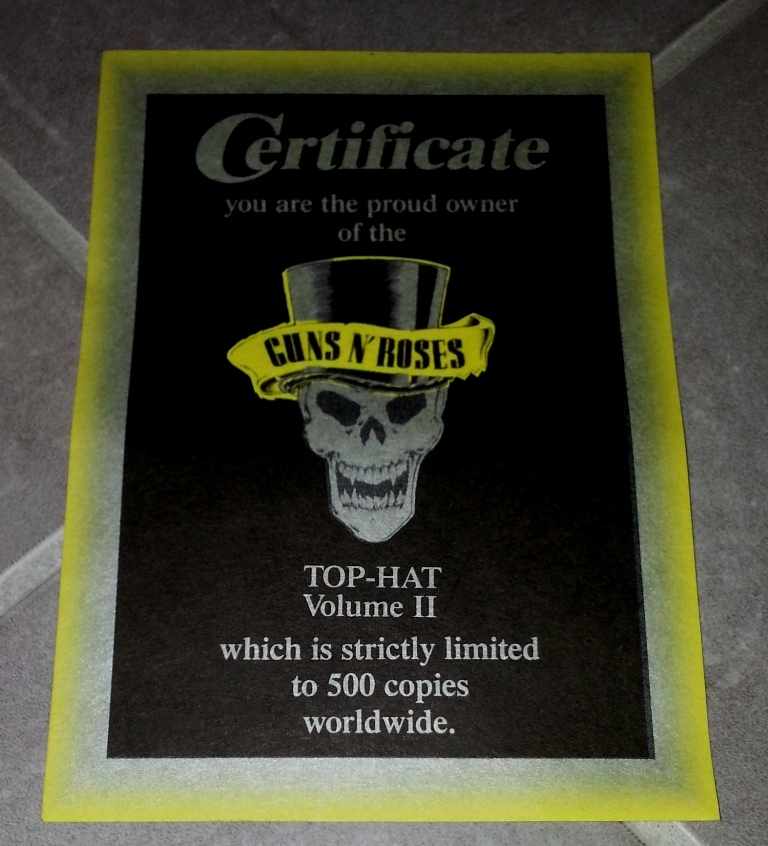 Certificate
you are the proud owner
of the
GUNS N' ROSES
TOP-HAT
Volume II
which is strictly limited
to 500 copies
worldwide.